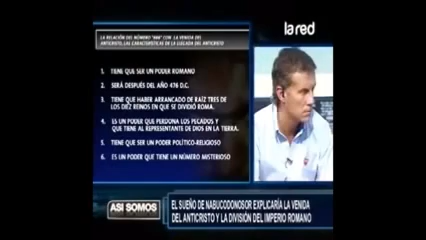 la red
LA RELACIÓN DEL NÚMERO "666" CON LA VENIDA DEL
ANTICRISTO, LAS CARACTERÍSTICAS DE LA LLEGADA DEL ANTICRISTO
1. TIENE QUE SER UN PODER ROMANO
2. SERÁ DESPUÉS DEL AÑO 476 D.C.
3. TIENE QUE HABER ARRANCADO DE RAÍZ TRES DE
LOS DIEZ REINOS EN QUE SE DIVIDIÓ ROMA.
4. ES UN PODER QUE PERDONA LOS PECADOS Y
QUE TIENE AL REPRESENTANTE DE DIOS EN LA TIERRA.
5. TIENE QUE SER UN PODER POLÍTICO-RELIGIOSO
6. ES UN PODER QUE TIENE UN NÚMERO MISTERIOSO
ASI SOMOS
EL SUEÑO DE NABUCODONOSOR EXPLICARÍA LA VENIDA
DEL ANTICRISTO Y LA DIVISIÓN DEL IMPERIO ROMANO